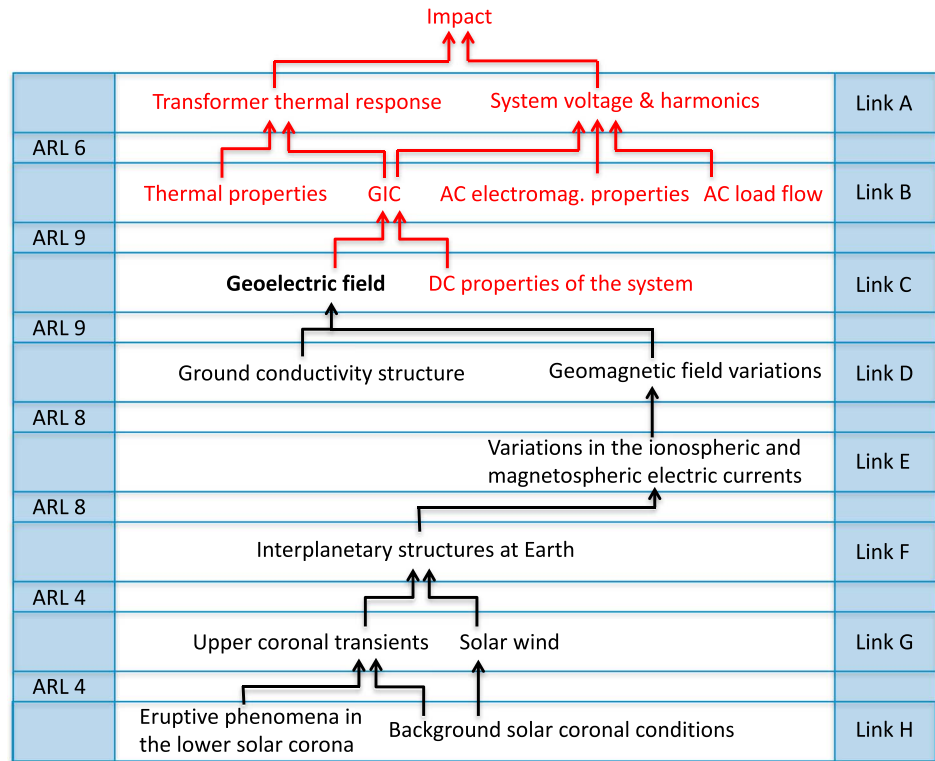 Impact
Transformer thermal response
System voltage & harmonics
Link A
ARL 6
Thermal properties
GIC
AC electromag. properties
AC load flow
Link B
ARL 9
Geoelectric field
DC properties of the system
Link C
ARL 9
Ground conductivity structure
Geomagnetic field variations
Link D
ARL 8
Variations in the ionospheric and
magnetospheric electric currents
Link E
ARL 8
Interplanetary structures at Earth
Link F
ARL 4
Upper coronal transients
Solar wind
Link G
ARL 4
Eruptive phenomena in
the lower solar corona
Background solar coronal conditions
Link H